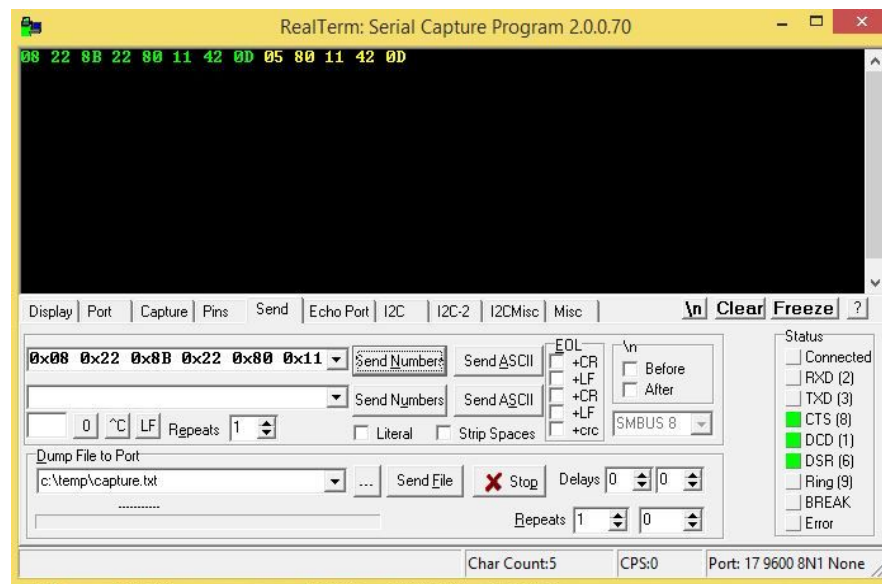 RealTerm: Serial Capture Program 2.0.0.70
08 22 8B 22 80 11 42 0D 05 80 11 42 0D
Display Port Capture Pins Send Echo Port I2C I2C-2 I2CMisc Misc \n Clear Freeze ?
0x08 0x22 0x8B 0x22 0x80 0x11 Send Numbers Send ASCII
Send Numbers Send ASCII
0 ^C LF Repeats 1 Literal Strip Spaces
EOL
+CR
+LF
+CR
+LF
+crc
\n
Before
After
SMBUS 8
Dump File to Port
c:\temp\capture.txt ... Send File Stop Delays 0 0
Repeats 1 0
Status
Connected
RXD (2)
TXD (3)
CTS (8)
DCD (1)
DSR (6)
Ring (9)
BREAK
Error
Char Count:5 CPS:0 Port: 17 9600 8N1 None